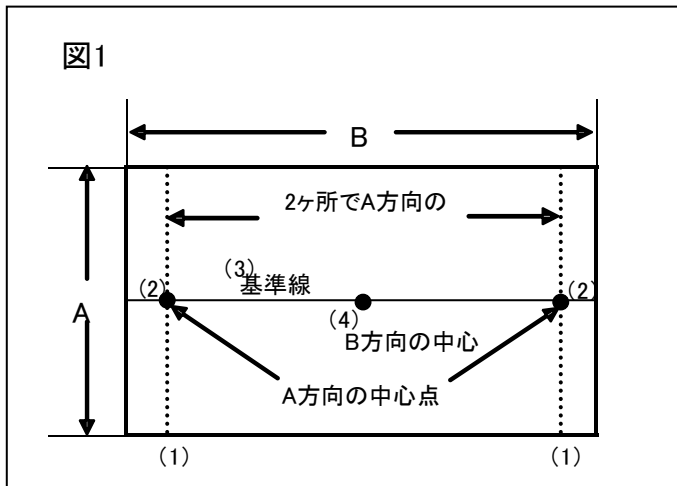 図1
B
2ヶ所でA方向の
(3)
基準線
(2)
(2)
A
(4)
B方向の中心
A方向の中心点
(1)
(1)